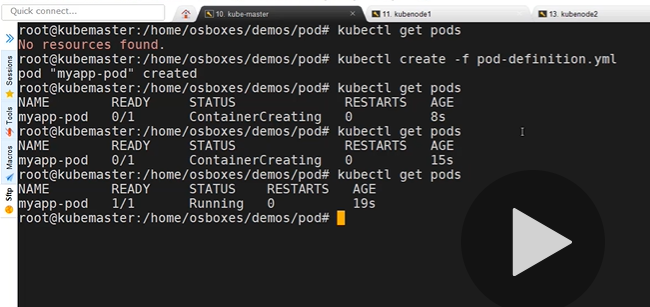 Quick connect...
10. kube-master
11. kubenode1
13. kubenode2
Sessions
Tools
Macros
Sftp
root@kubemaster:/home/osboxes/demos/pod# kubectl get pods
No resources found.
root@kubemaster:/home/osboxes/demos/pod# kubectl create -f pod-definition.yml
pod "myapp-pod" created
root@kubemaster:/home/osboxes/demos/pod# kubectl get pods
NAME READY STATUS RESTARTS AGE
myapp-pod 0/1 ContainerCreating 0 8s
root@kubemaster:/home/osboxes/demos/pod# kubectl get pods
NAME READY STATUS RESTARTS AGE
myapp-pod 0/1 ContainerCreating 0 15s
root@kubemaster:/home/osboxes/demos/pod# kubectl get pods
NAME READY STATUS RESTARTS AGE
myapp-pod 1/1 Running 0 19s
root@kubemaster:/home/osboxes/demos/pod#